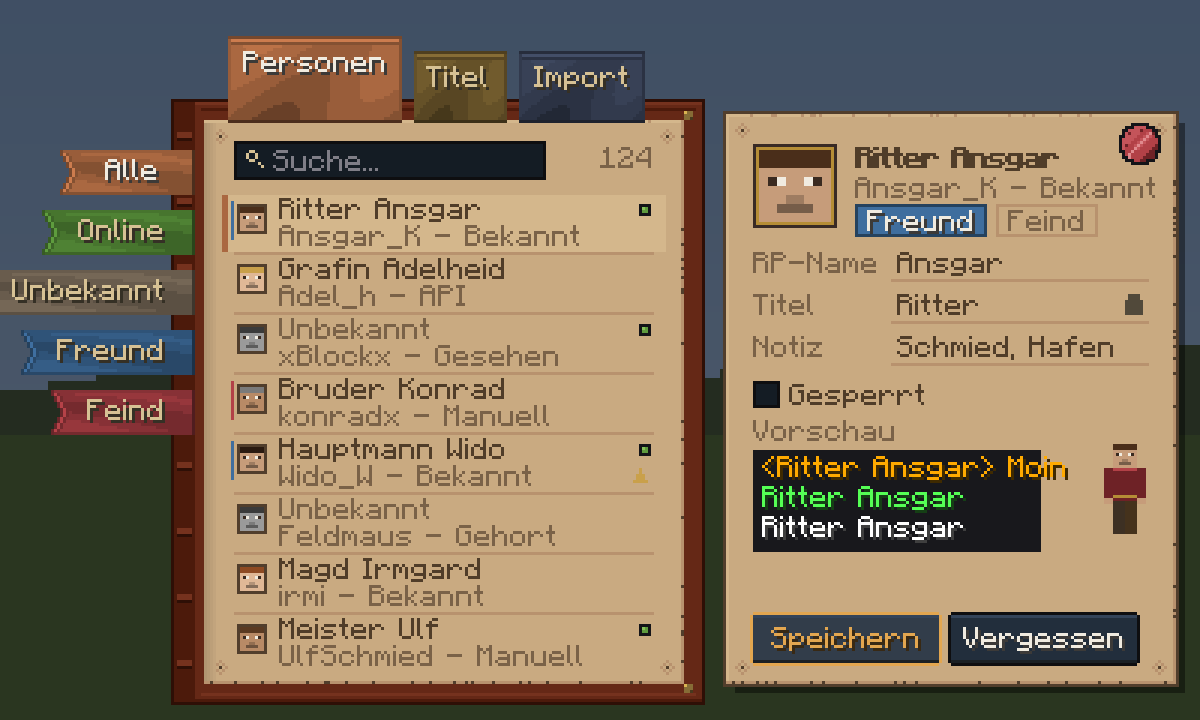 Personen
Titel
Import
Alle
Online
Unbekannt
Freund
Feind
Suche...
124
Ritter Ansgar
Ansgar_K – Bekannt
Grafin Adelheid
Adel_h – API
Unbekannt
xBlockx – Gesehen
Bruder Konrad
konradx – Manuell
Hauptmann Wido
Wido_W – Bekannt
Unbekannt
Feldmaus – Gehort
Magd Irmgard
irmi – Bekannt
Meister Ulf
UlfSchmied – Manuell
Ritter Ansgar
Ansgar_K – Bekannt
Freund
Feind
RP-Name Ansgar
Titel Ritter
Notiz Schmied, Hafen
Gesperrt
Vorschau
<Ritter Ansgar> Moin
Ritter Ansgar
Ritter Ansgar
Speichern
Vergessen